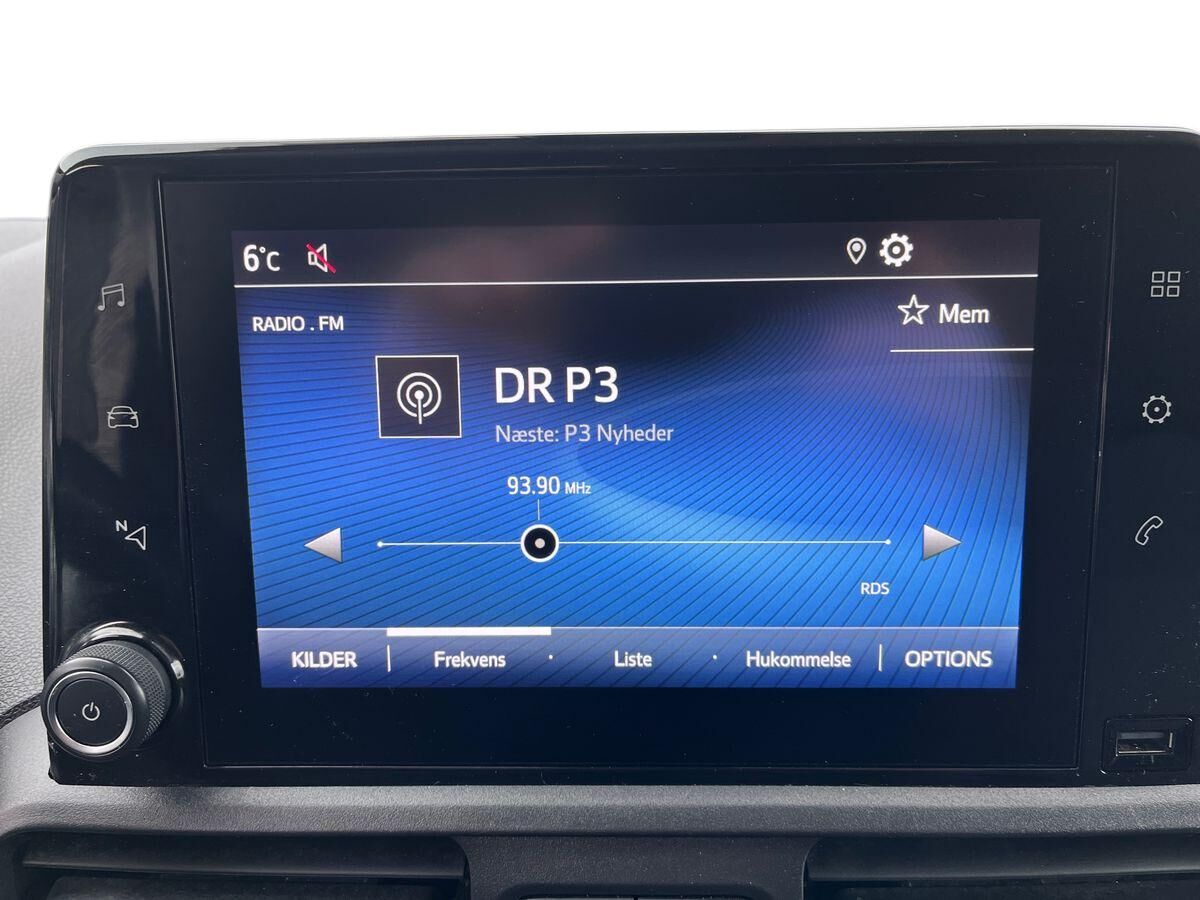 6°C
RADIO . FM
Mem
DR P3
Næste: P3 Nyheder
93.90 MHz
N
RDS
KILDER Frekvens · Liste · Hukommelse OPTIONS